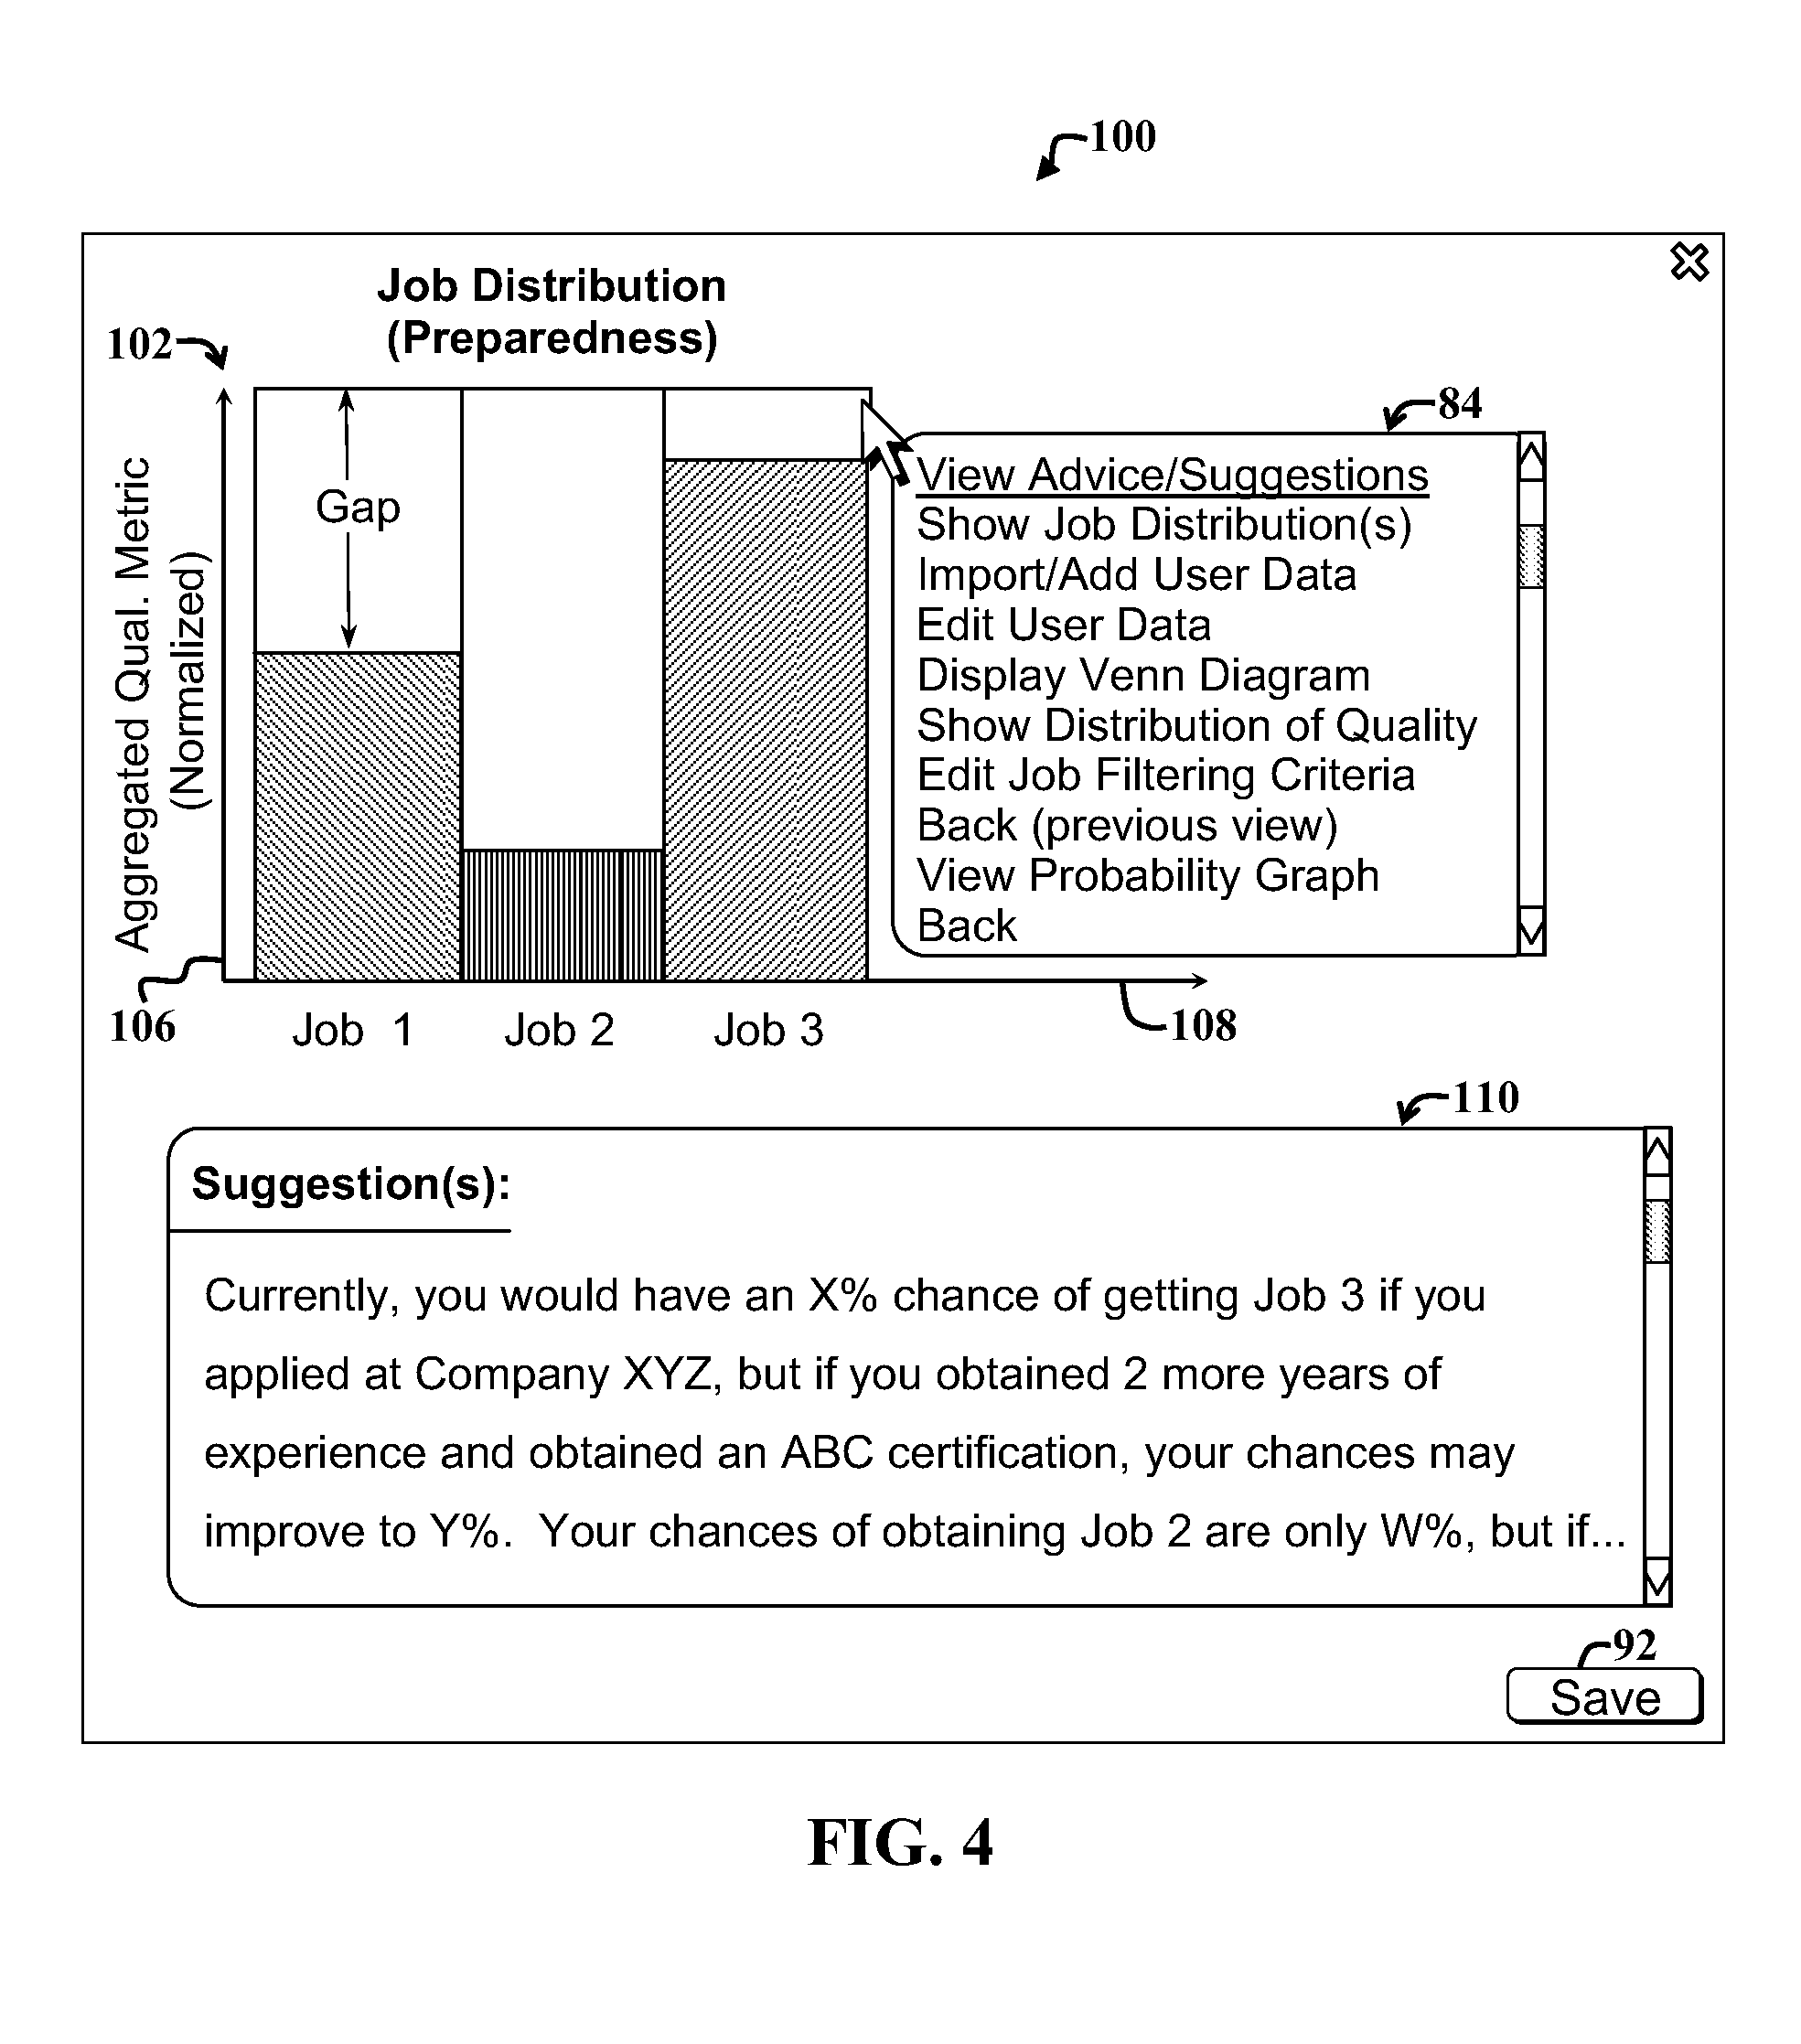 100
Job Distribution
(Preparedness)
102
Aggregated Qual. Metric
(Normalized)
Gap
84
View Advice/Suggestions
Show Job Distribution(s)
Import/Add User Data
Edit User Data
Display Venn Diagram
Show Distribution of Quality
Edit Job Filtering Criteria
Back (previous view)
View Probability Graph
Back
106
Job 1
Job 2
Job 3
108
110
Suggestion(s):
Currently, you would have an X% chance of getting Job 3 if you
applied at Company XYZ, but if you obtained 2 more years of
experience and obtained an ABC certification, your chances may
improve to Y%. Your chances of obtaining Job 2 are only W%, but if...
92
Save
FIG. 4